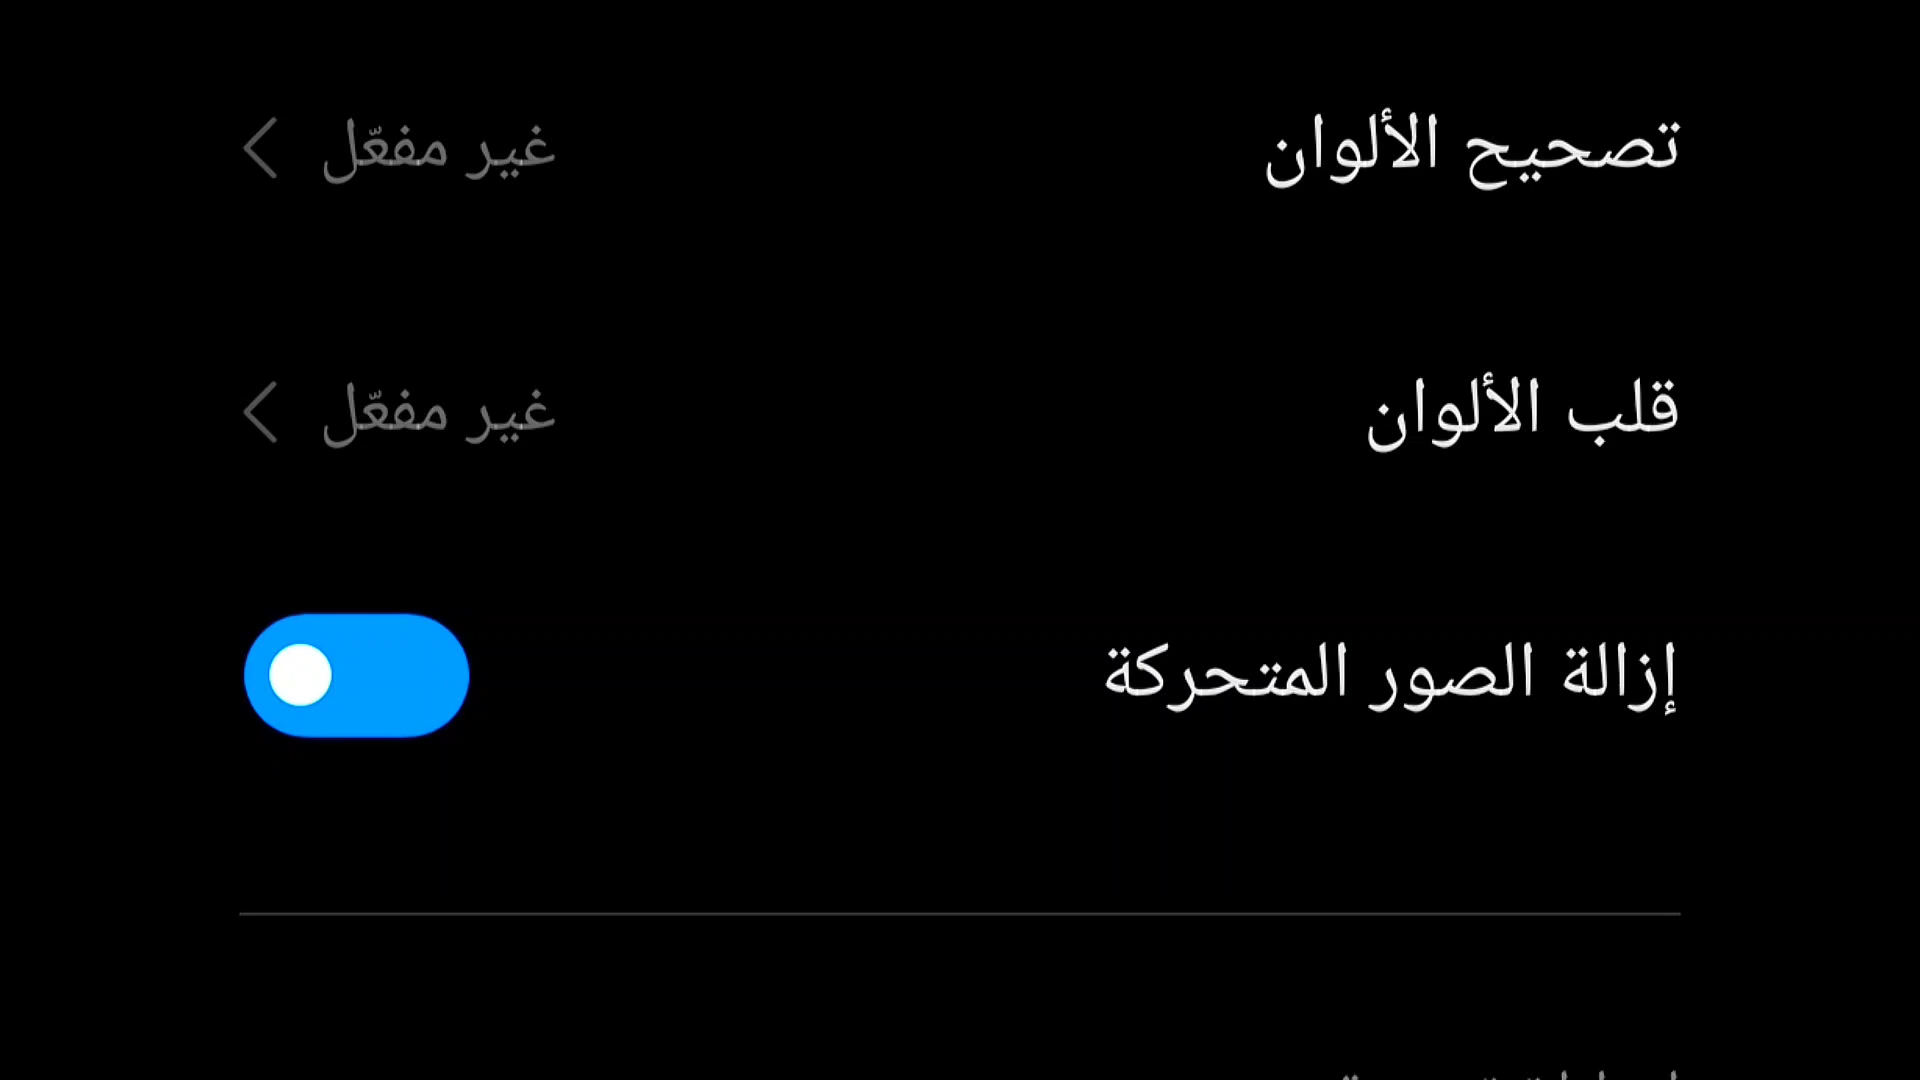 تصحيح الألوان غير مفعّل
قلب الألوان غير مفعّل
إزالة الصور المتحركة